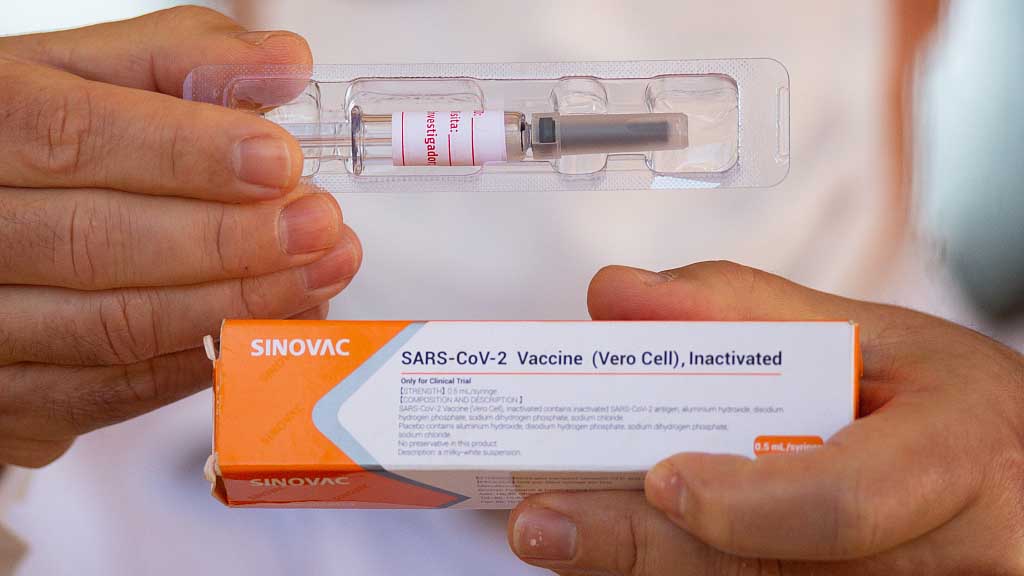 Visita:
Investigador
SINOVAC
SARS-CoV-2 Vaccine (Vero Cell), Inactivated
Only for Clinical Trial
【STRENGTH】 0.5 mL/syringe
【COMPOSITION AND DESCRIPTION】
SARS-CoV-2 Vaccine (Vero Cell), inactivated contains inactivated SARS-CoV-2 antigen, aluminium hydroxide, disodium
hydrogen phosphate, sodium dihydrogen phosphate, sodium chloride.
Placebo contains aluminium hydroxide, disodium hydrogen phosphate, sodium dihydrogen phosphate,
sodium chloride
No preservative in this product.
Description: a milky-white suspension.
0.5 mL/syringe
SINOVAC
SINOVAC